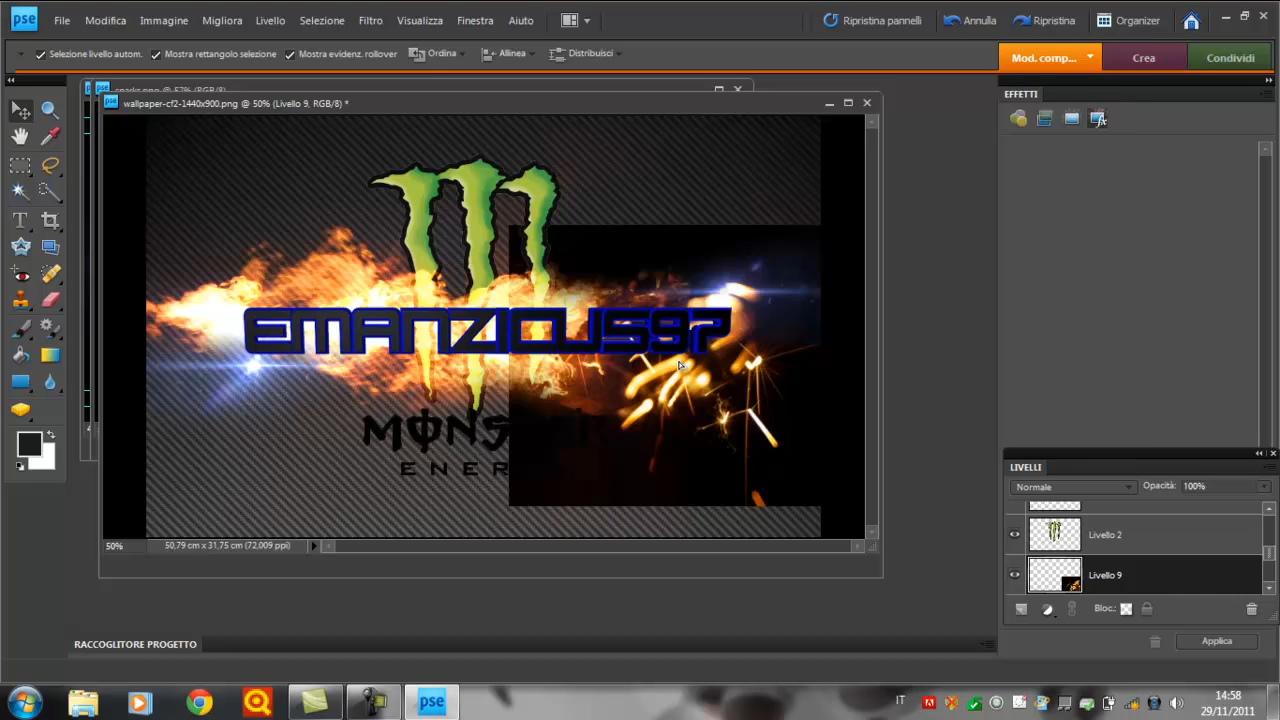 pse File Modifica Immagine Migliora Livello Selezione Filtro Visualizza Finestra Aiuto Ripristina pannelli Annulla Ripristina Organizer
Selezione livello autom. Mostra rettangolo selezione Mostra evidenz. rollover Ordina Allinea Distribuisci Mod. comp... Crea Condividi
EFFETTI
wallpaper-cf2-1440x900.png @ 50% (Livello 9, RGB/8) *
EMANZIOUS97
MONS
ENER
LIVELLI
Normale Opacità: 100%
Livello 2
Livello 9
50% 50,79 cm x 31,75 cm (72,009 ppi)
Bloc.:
RACCOGLITORE PROGETTO
Applica
pse IT 14:58
29/11/2011